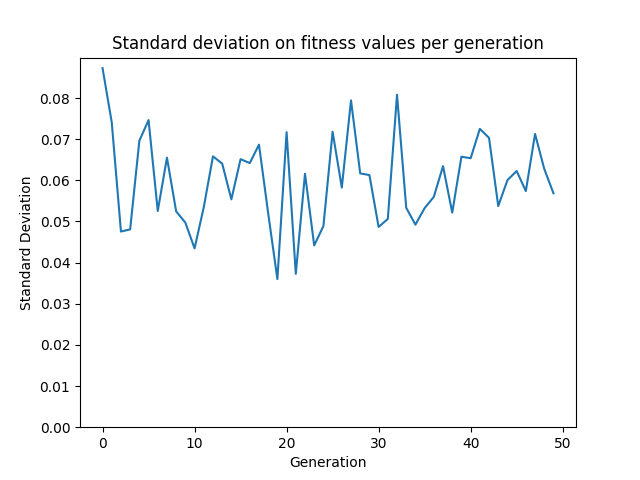 Standard deviation on fitness values per generation
Standard Deviation
0.08
0.07
0.06
0.05
0.04
0.03
0.02
0.01
0.00
0 10 20 30 40 50
Generation